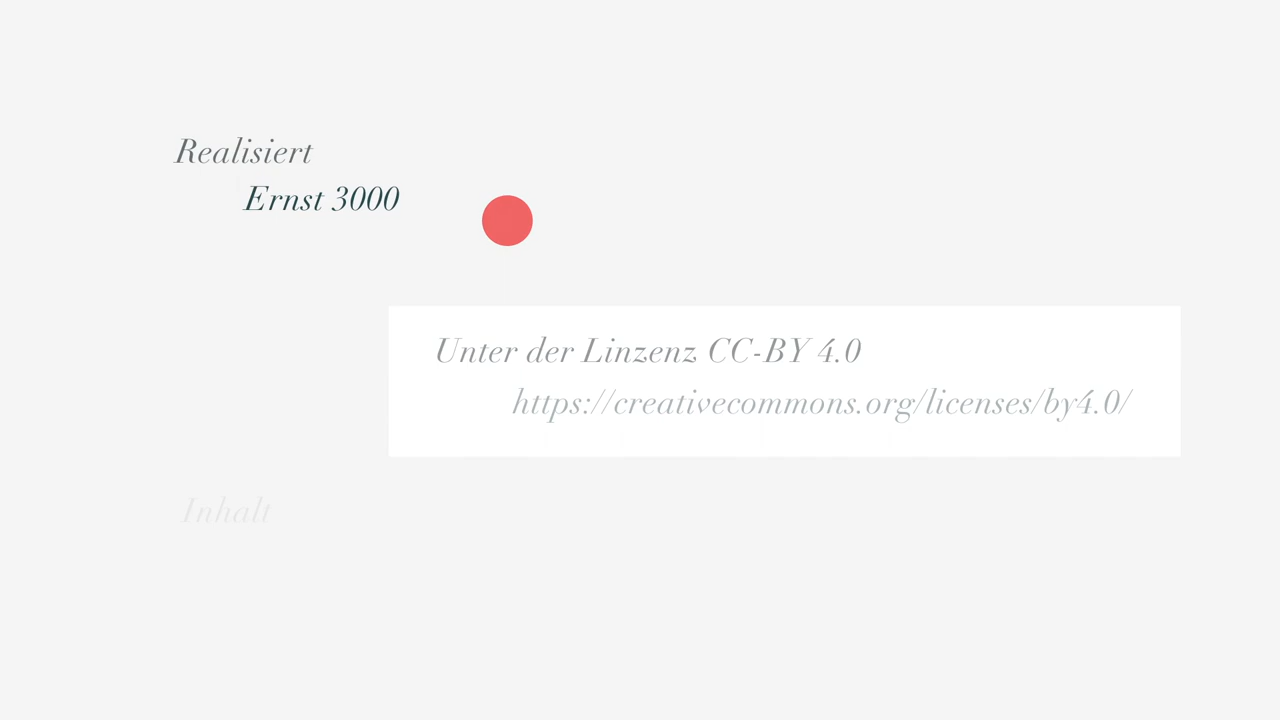 Realisiert
Ernst 3000
Unter der Linzenz CC-BY 4.0
https://creativecommons.org/licenses/by4.0/
Inhalt